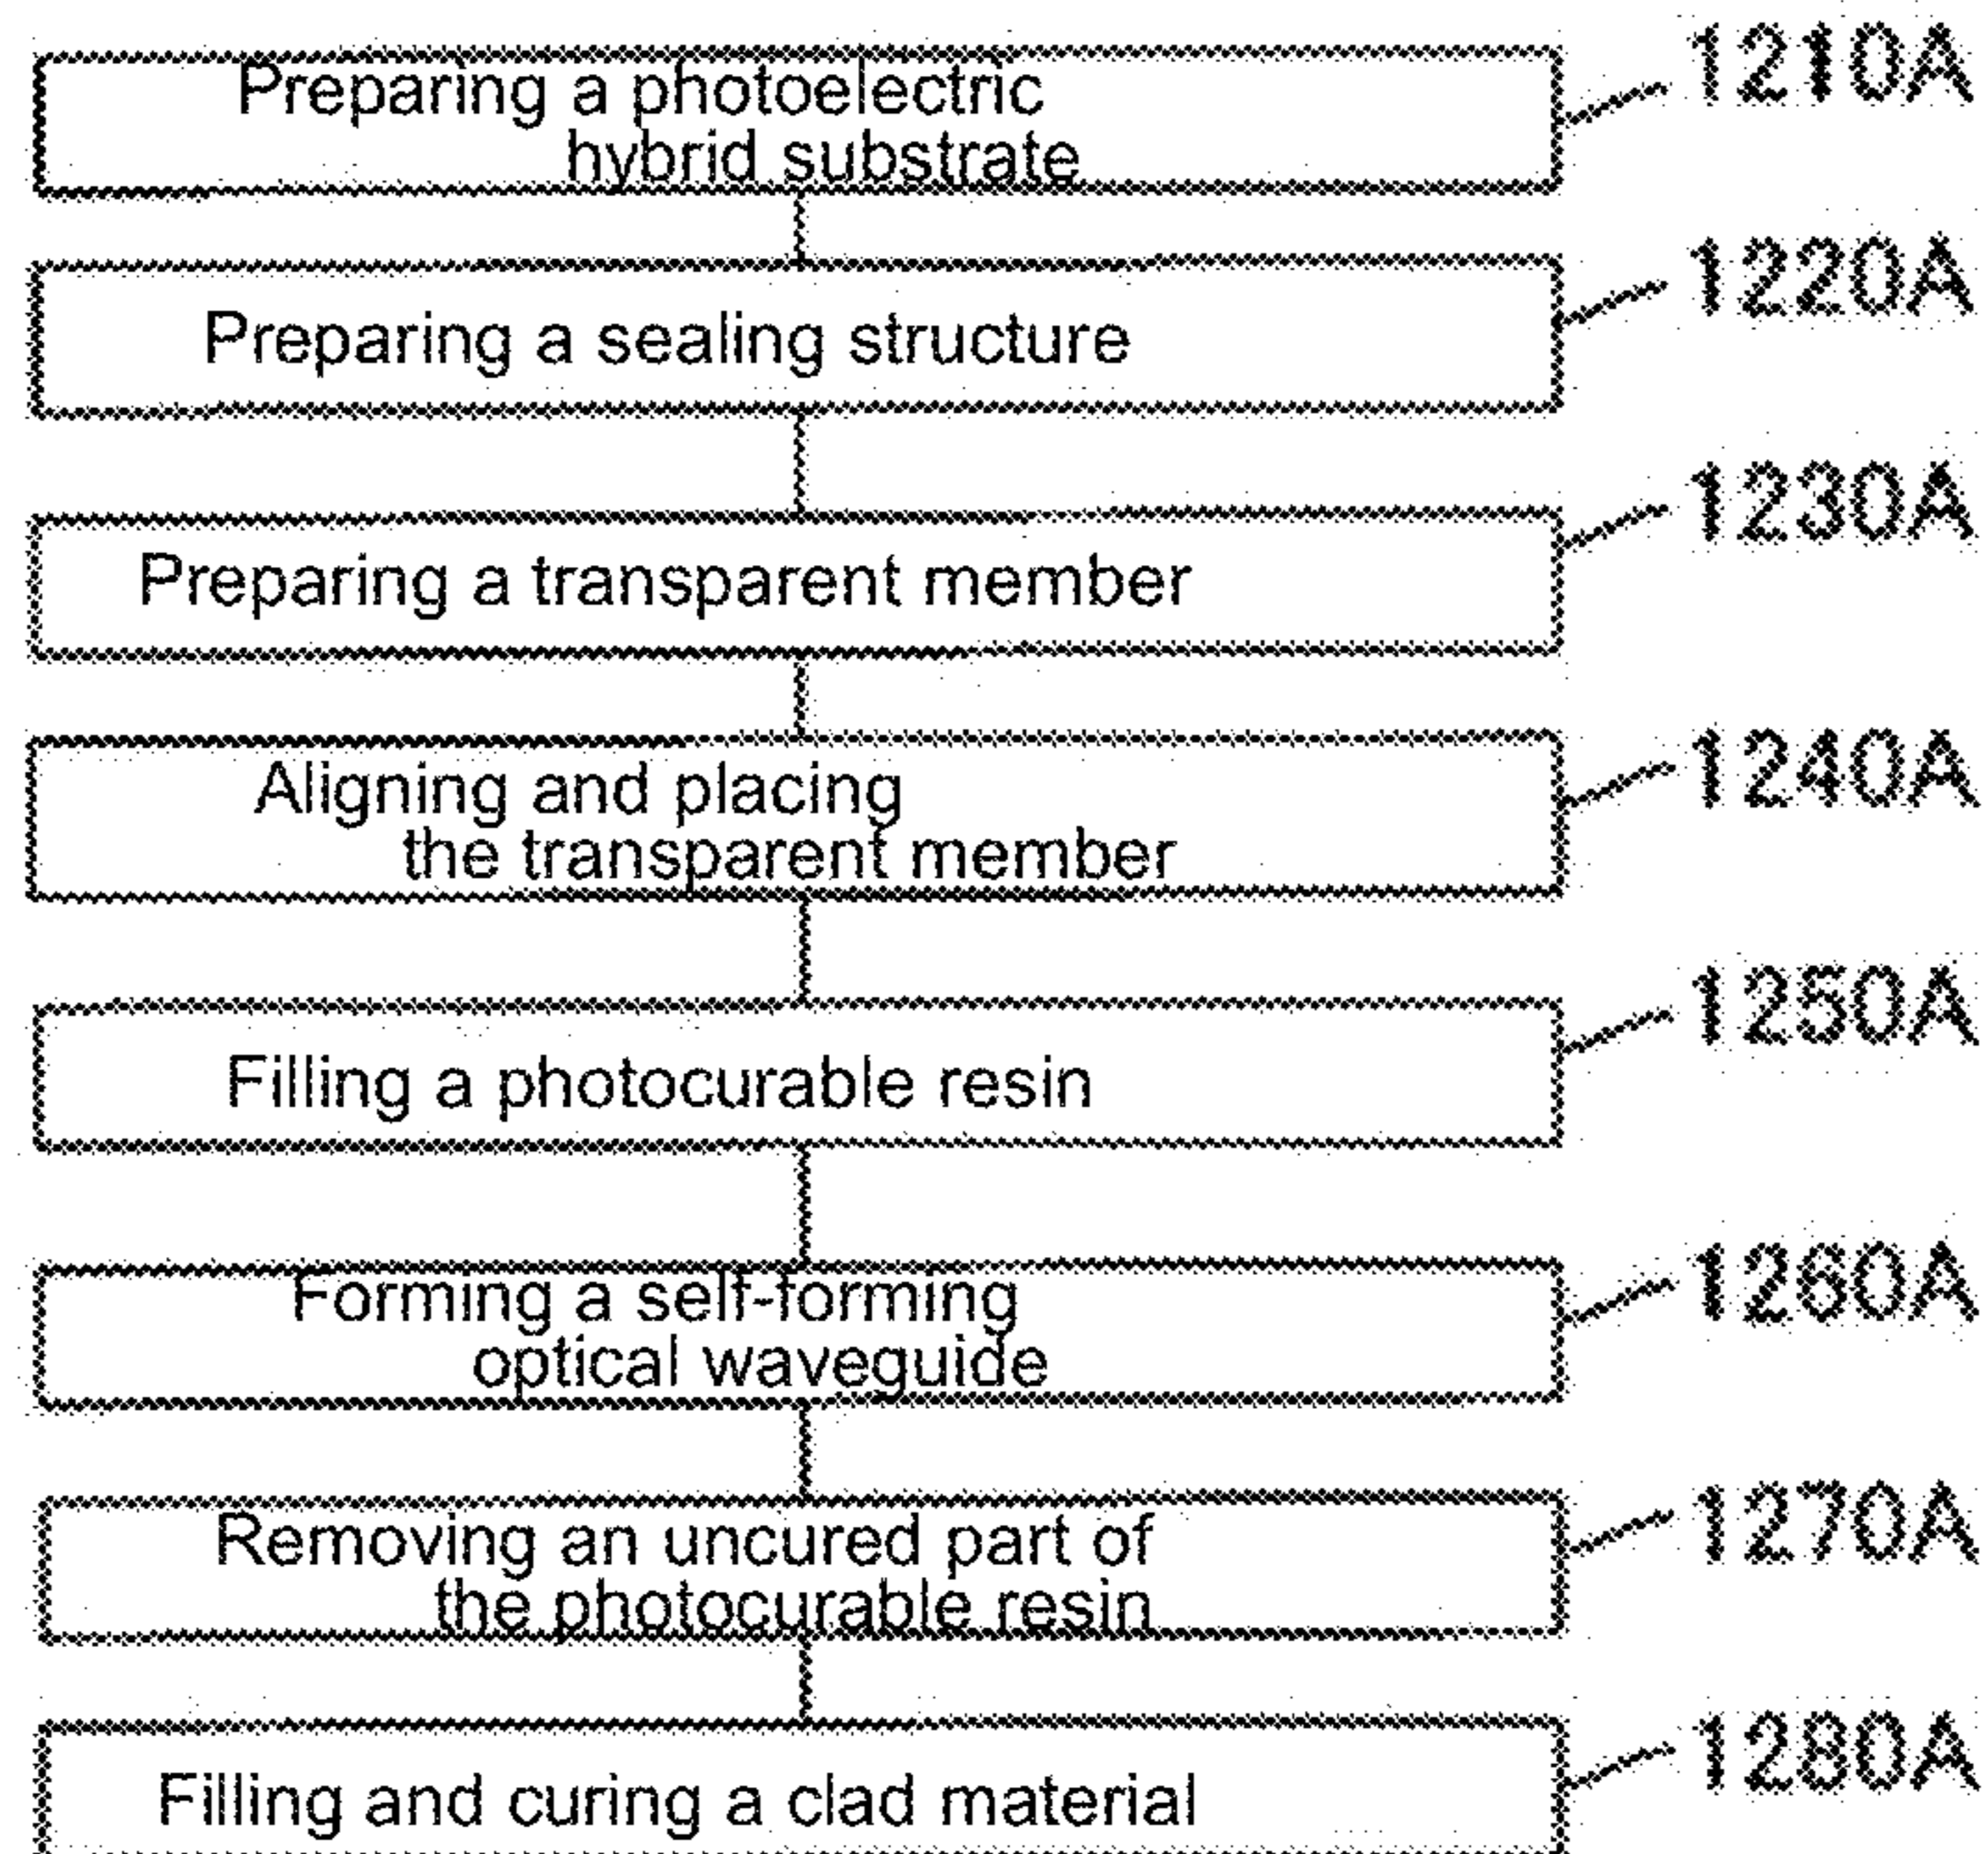 Preparing a photoelectric
hybrid substrate
1210A
Preparing a sealing structure
1220A
Preparing a transparent member
1230A
Aligning and placing
the transparent member
1240A
Filling a photocurable resin
1250A
Forming a self-forming
optical waveguide
1260A
Removing an uncured part of
the photocurable resin
1270A
Filling and curing a clad material
1280A